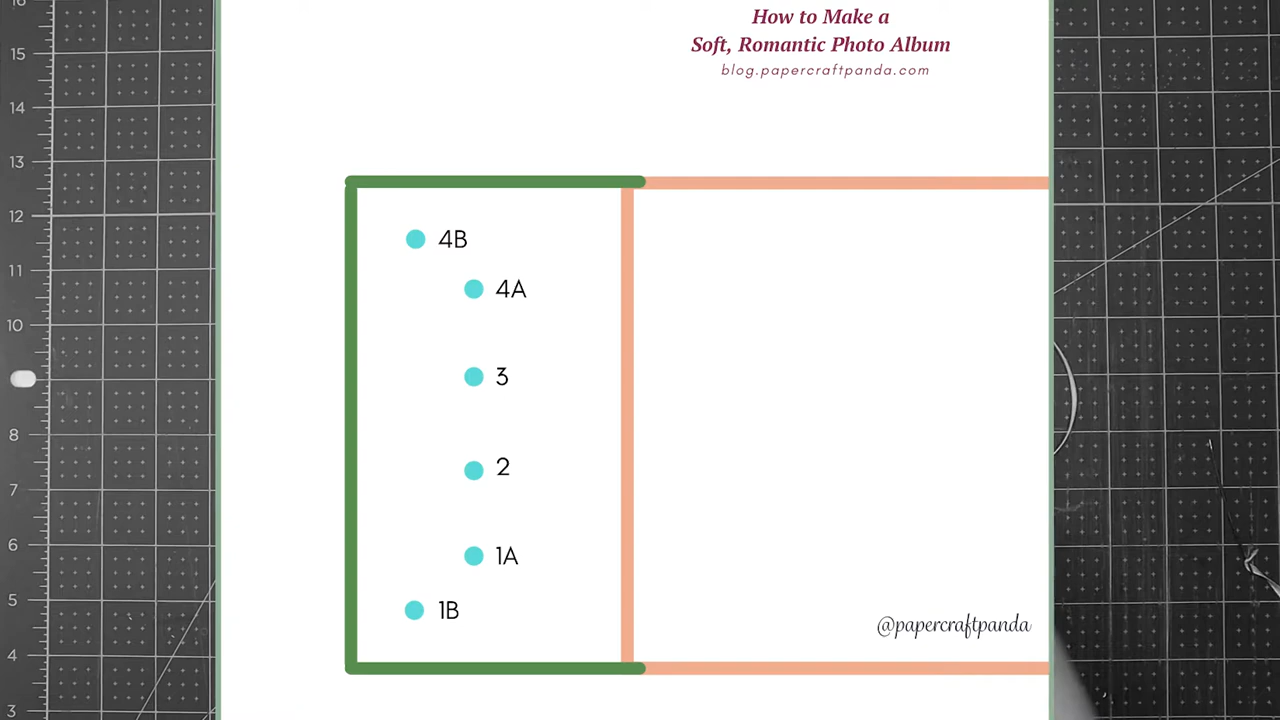 How to Make a
Soft, Romantic Photo Album
blog.papercraftpanda.com
16
15
14
13
12
11
10
8
7
6
5
4
3
4B
4A
3
2
1A
1B
@papercraftpanda